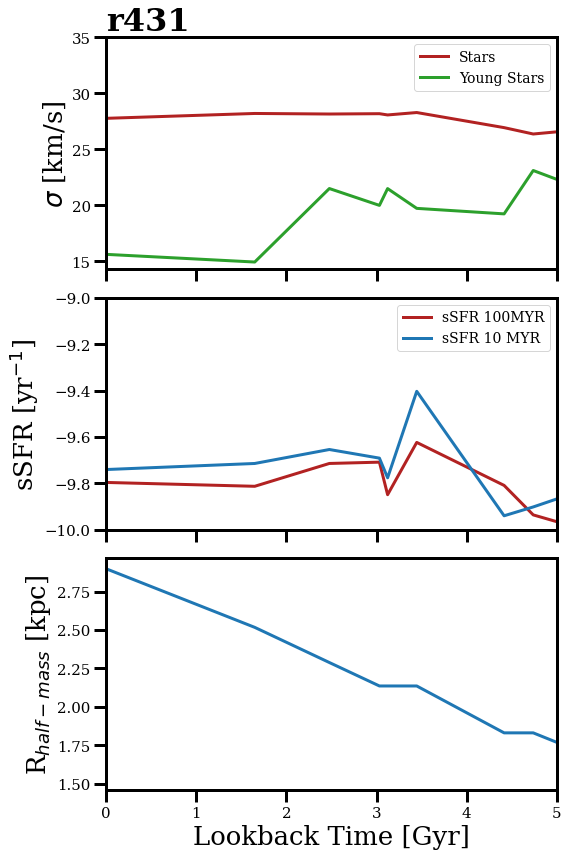 r431
35
30
25
20
15
σ [km/s]
Stars
Young Stars
−9.0
−9.2
−9.4
−9.6
−9.8
−10.0
sSFR [yr⁻¹]
sSFR 100MYR
sSFR 10 MYR
2.75
2.50
2.25
2.00
1.75
1.50
R_{half−mass} [kpc]
0 1 2 3 4 5
Lookback Time [Gyr]